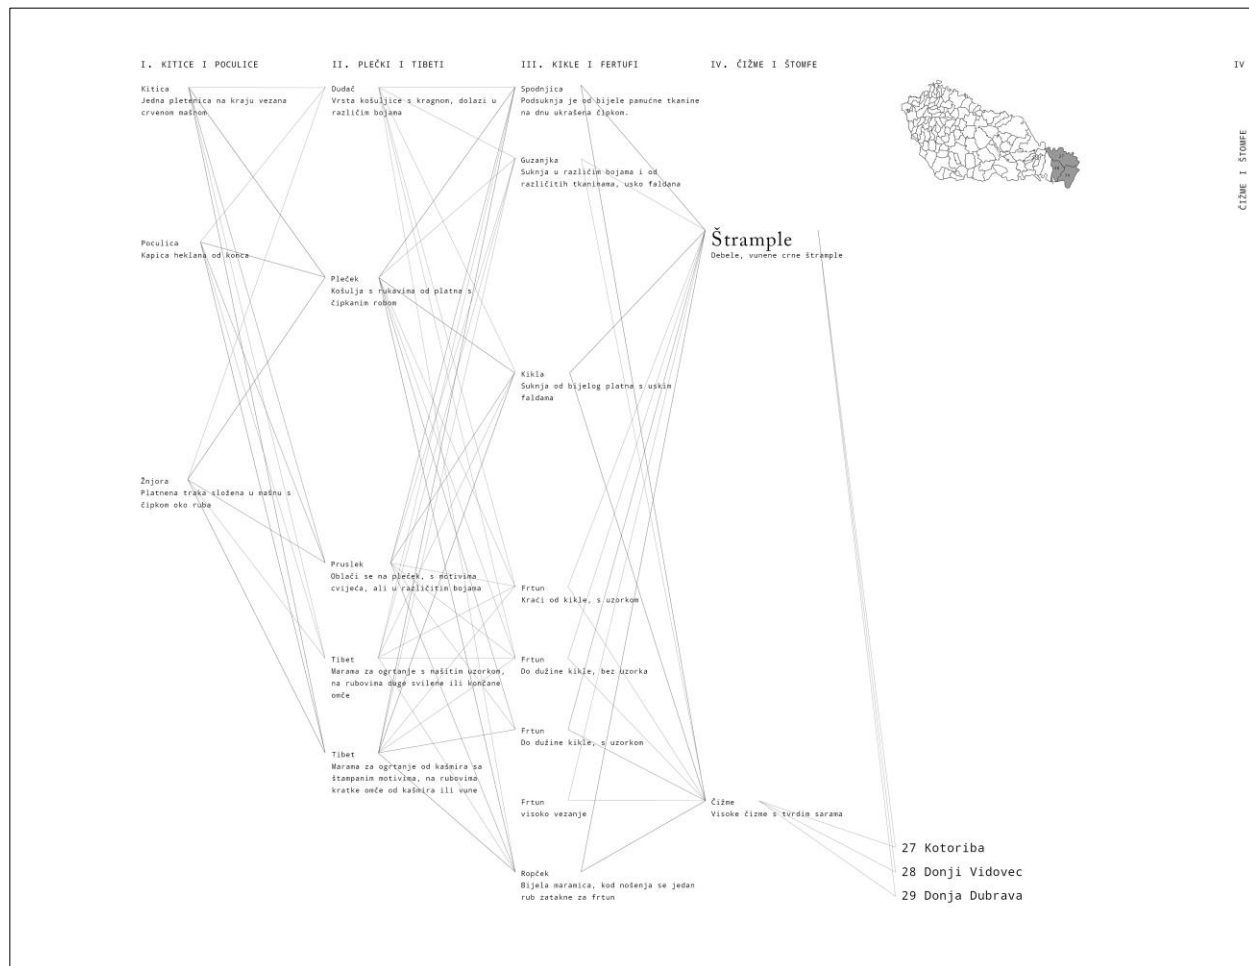 I. KITICE I POCULICE
Kitica
Jedna pletenica na kraju vezana
crvenom mašnom
Poculica
Kapica heklana od konca
Žnjora
Platnena traka složena u mašnu s
čipkom oko ruba
II. PLEČKI I TIBETI
Dudač
Vrsta košuljice s kragnom, dolazi u
različim bojama
Pleček
Košulja s rukavima od platna s
čipkanim robom
Pruslek
Oblači se na pleček, s motivima
cvijeća, ali u različitim bojama
Tibet
Marama za ogrtanje s našitim uzorkom,
na rubovima duge svilene ili končane
omče
Tibet
Marama za ogrtanje od kašmira sa
štampanim motivima, na rubovima
kratke omče od kašmira ili vune
III. KIKLE I FERTUFI
Spodnjica
Podsuknja je od bijele pamučne tkanine
na dnu ukrašena čipkom.
Guzanjka
Suknja u različim bojama i od
različitih tkanina, usko faldana
Kikla
Suknja od bijelog platna s uskim
faldama
Frtun
Kraći od kikle, s uzorkom
Frtun
Do dužine kikle, bez uzorka
Frtun
Do dužine kikle, s uzorkom
Frtun
visoko vezanje
Ropček
Bijela maramica, kod nošenja se jedan
rub zatakne za frtun
IV. ČIŽME I ŠTOMFE
Štrample
Debele, vunene crne štrample
Čižme
Visoke čizme s tvrdim sarama
27 Kotoriba
28 Donji Vidovec
29 Donja Dubrava
IV
ČIŽME I ŠTOMFE